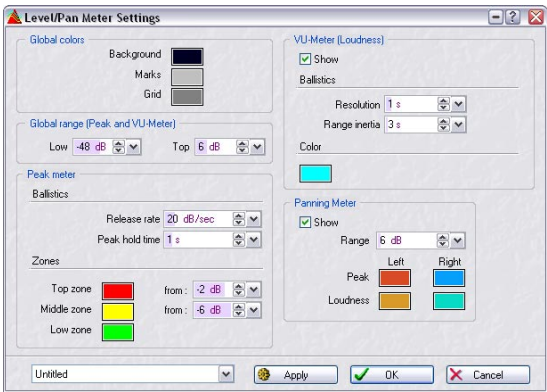 Level/Pan Meter Settings
Global colors
Background
Marks
Grid
Global range (Peak and VU-Meter)
Low -48 dB Top 6 dB
Peak meter
Ballistics
Release rate 20 dB/sec
Peak hold time 1 s
Zones
Top zone from : -2 dB
Middle zone from : -6 dB
Low zone
VU-Meter (Loudness)
Show
Ballistics
Resolution 1 s
Range inertia 3 s
Color
Panning Meter
Show
Range 6 dB
Left Right
Peak
Loudness
Untitled Apply OK Cancel